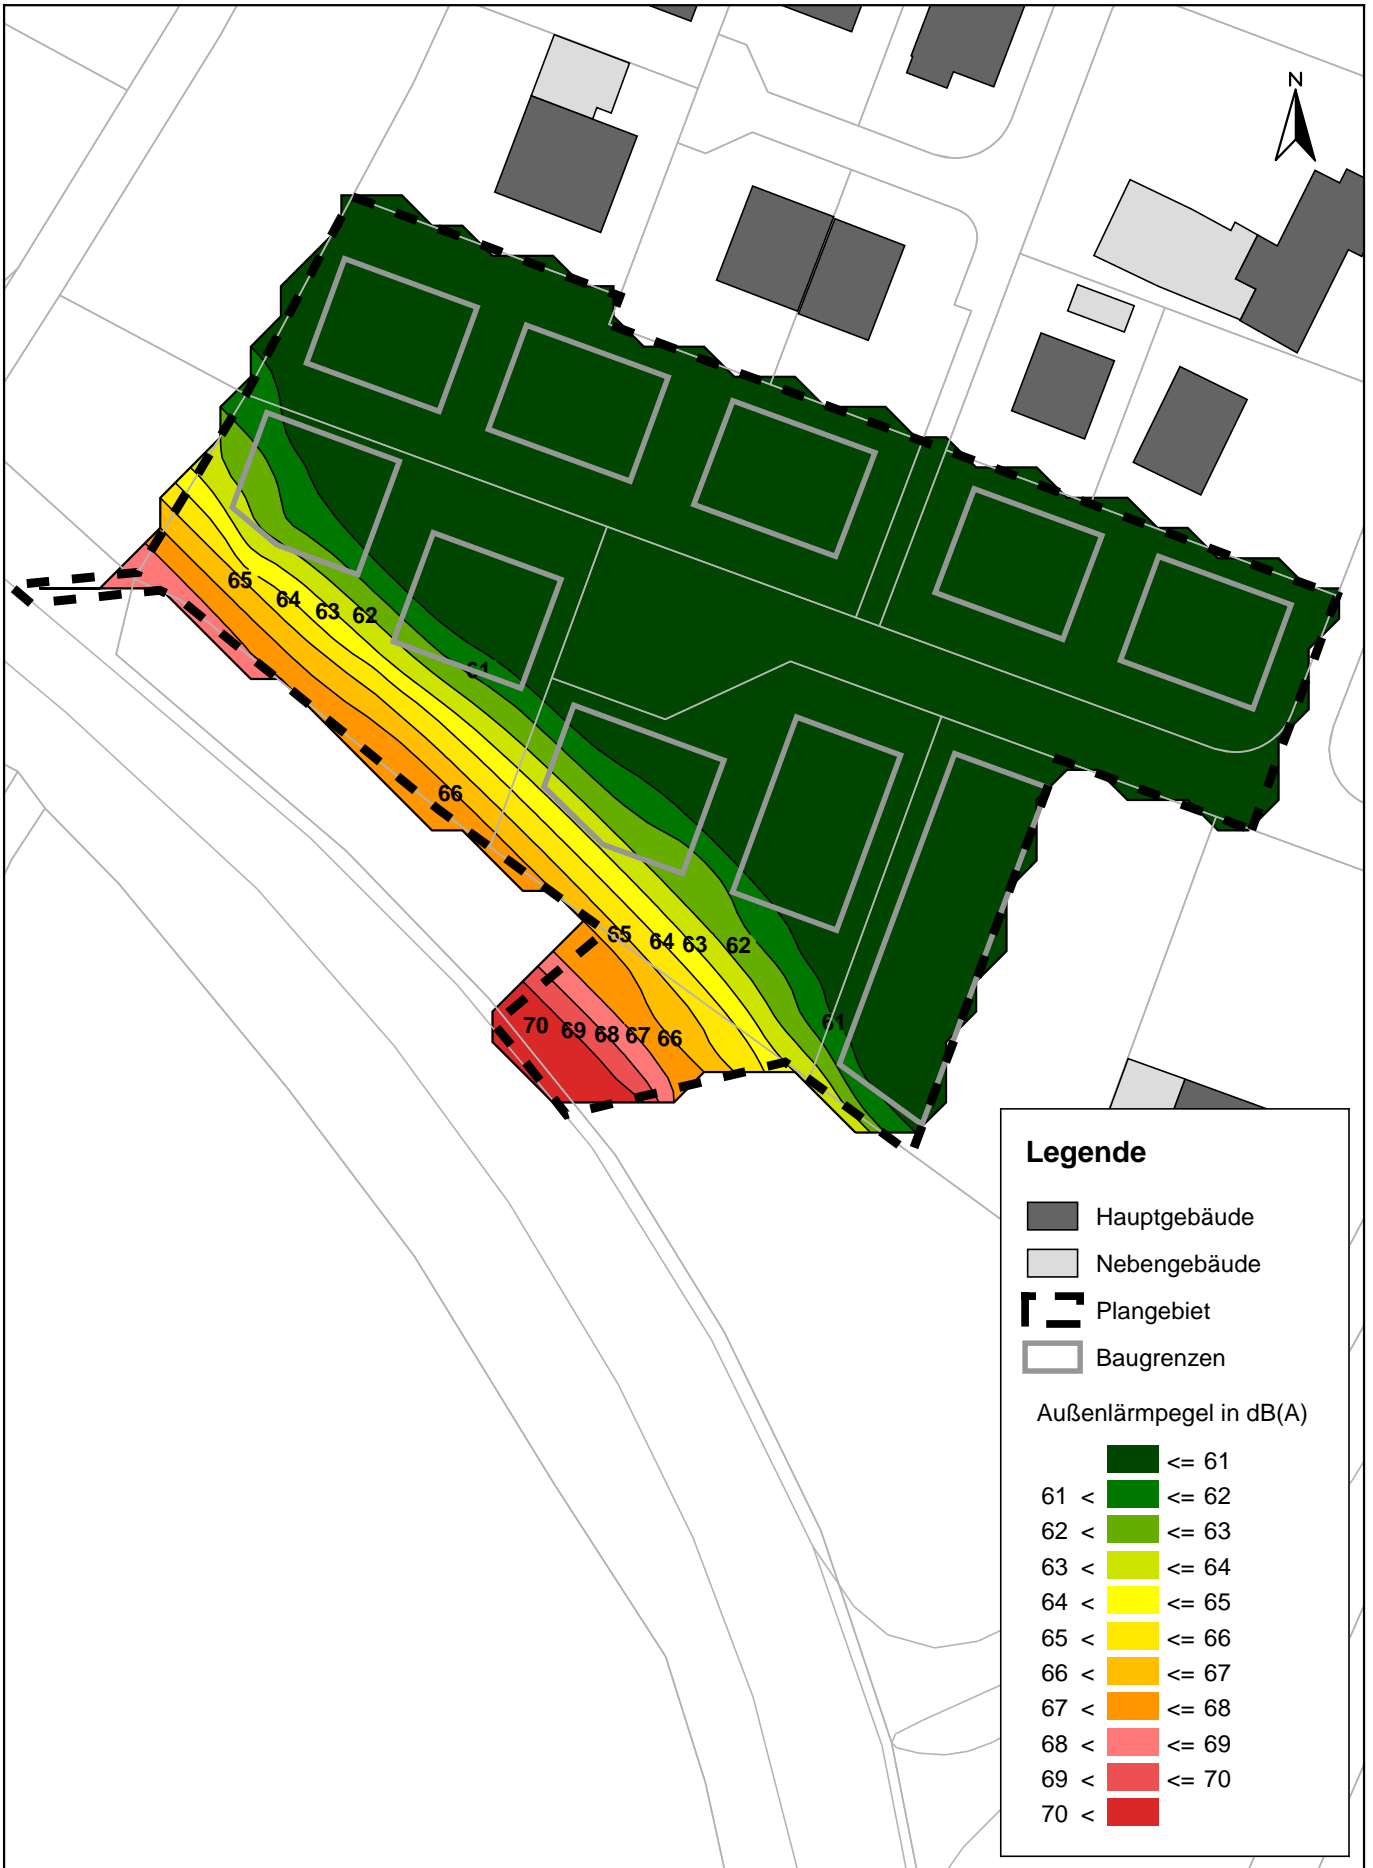 N
65
64
63
62
61
66
65
64
63
62
61
70
69
68
67
66
Legende
Hauptgebäude
Nebengebäude
Plangebiet
Baugrenzen
Außenlärmpegel in dB(A)
<= 61
61 < <= 62
62 < <= 63
63 < <= 64
64 < <= 65
65 < <= 66
66 < <= 67
67 < <= 68
68 < <= 69
69 < <= 70
70 <